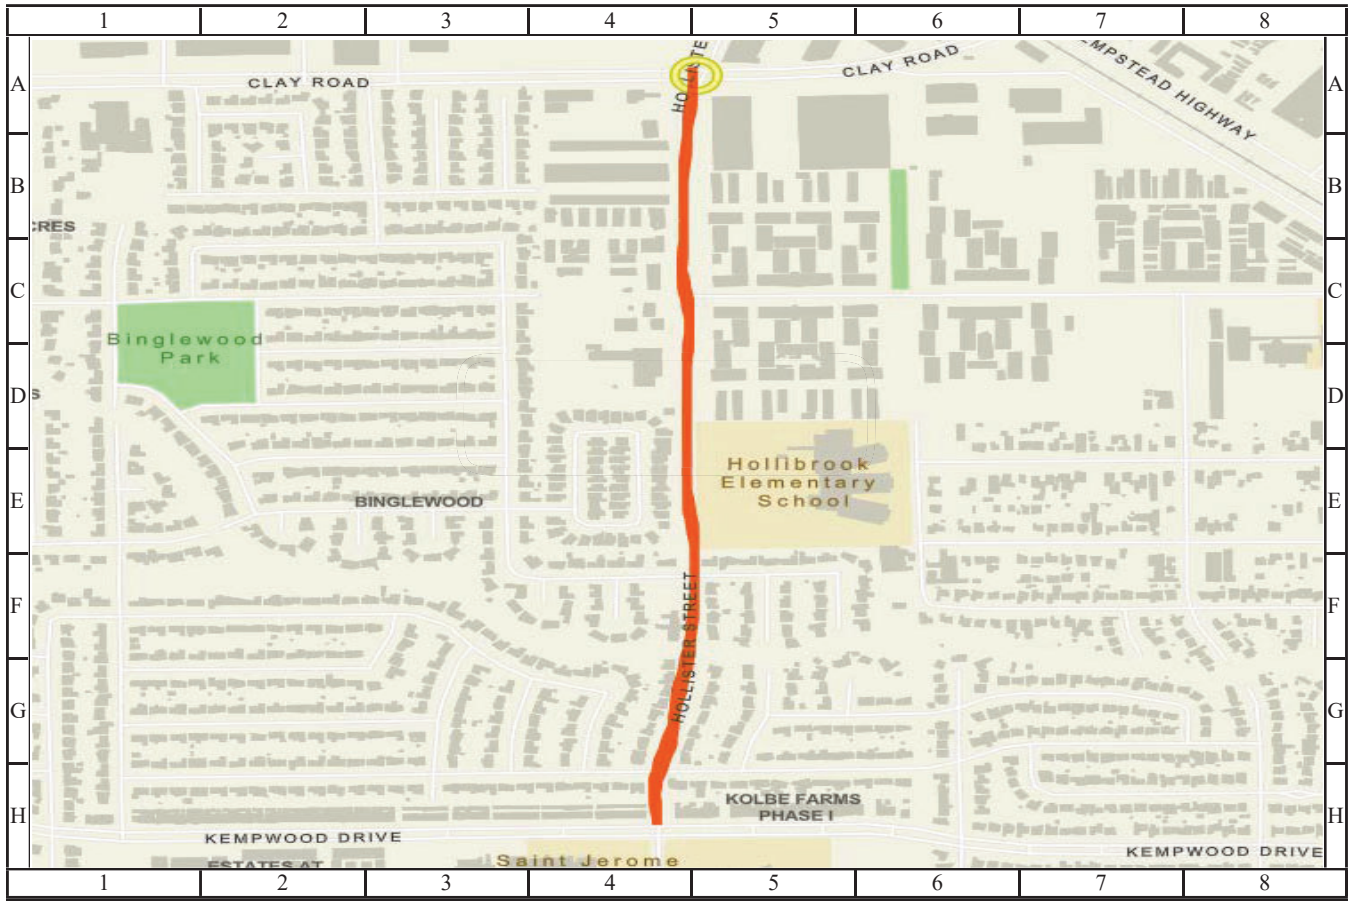 1 2 3 4 5 6 7 8
HOLLISTE
CLAY ROAD
CLAY ROAD
EMPSTEAD HIGHWAY
A A
B B
CRES
C C
Binglewood
Park
D D
S
Hollibrook
Elementary
School
E E
BINGLEWOOD
F F
HOLLISTER STREET
G G
KOLBE FARMS
PHASE I
H H
KEMPWOOD DRIVE
KEMPWOOD DRIVE
ESTATES AT
Saint Jerome
1 2 3 4 5 6 7 8